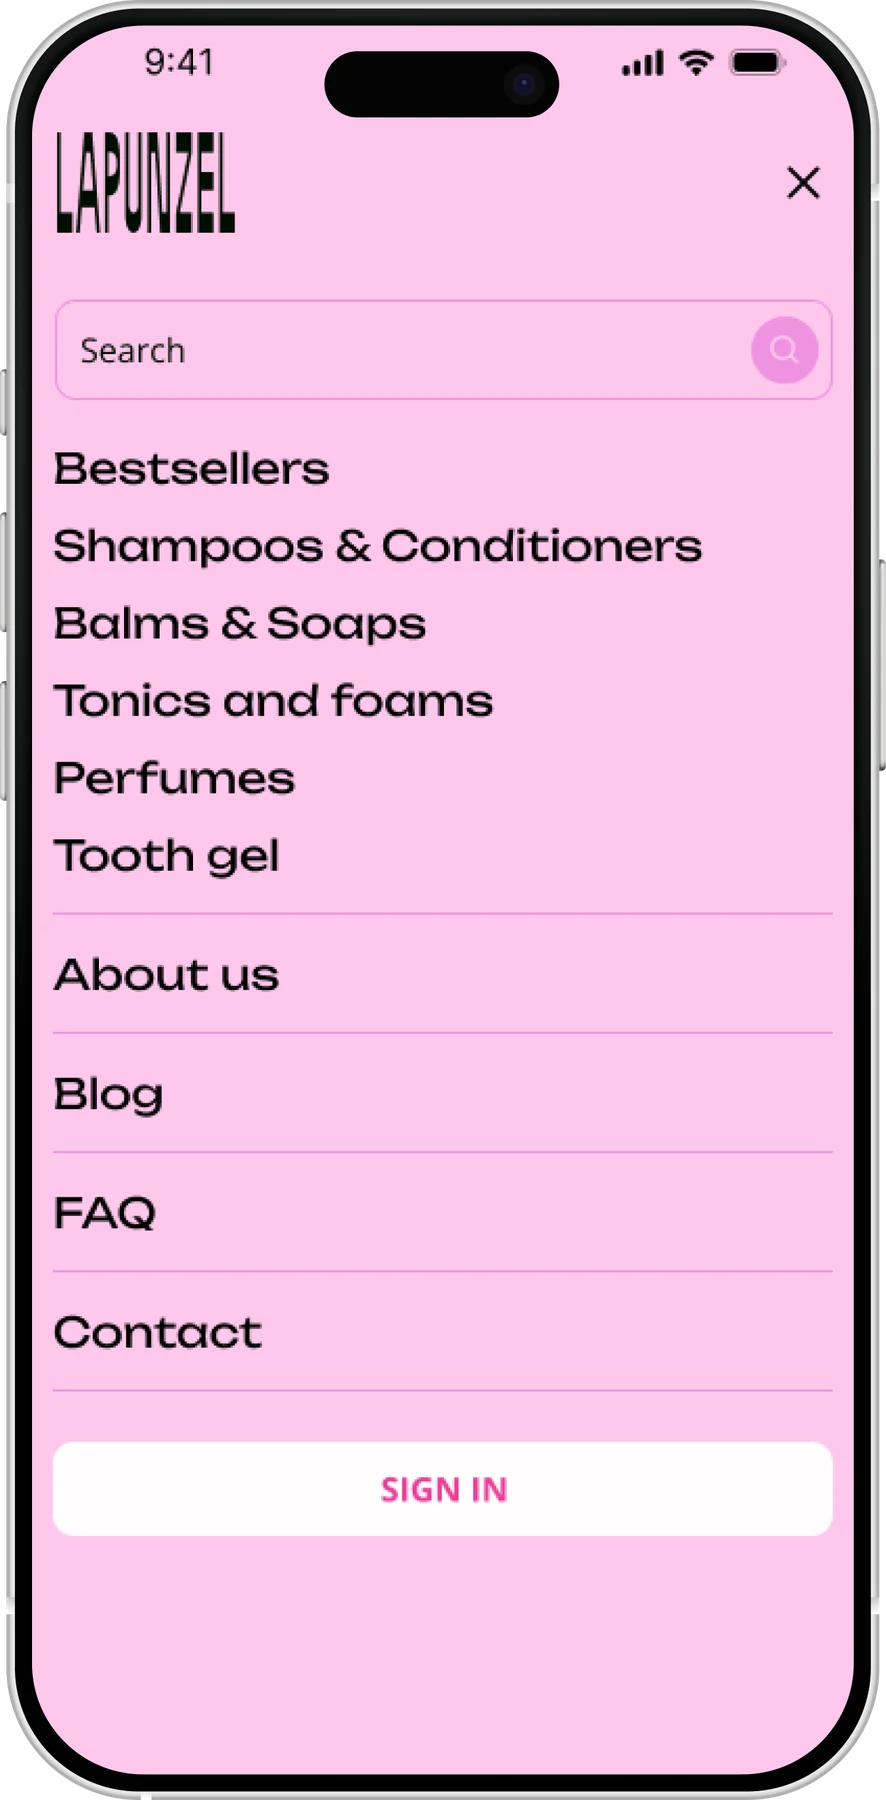 9:41
LAPUNZEL
Search
Bestsellers
Shampoos & Conditioners
Balms & Soaps
Tonics and foams
Perfumes
Tooth gel
About us
Blog
FAQ
Contact
SIGN IN